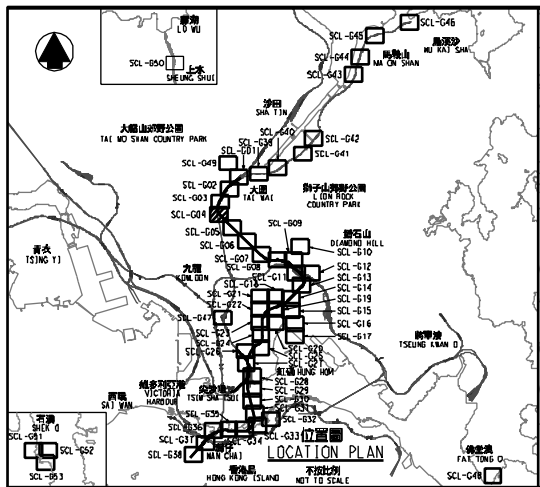 羅湖
LO WU
SCL-G50
上水
SHEUNG SHUI
SCL-G46
SCL-G45
烏溪沙
WU KAI SHA
SCL-G44
馬鞍山
MA ON SHAN
SCL-G43
沙田
SHA TIN
大帽山郊野公園
TAI MO SHAN COUNTRY PARK
SCL-G40
SCL-G39
SCL-G42
SCL-G41
SCL-G49
SCL-G02
大圍
TAI WAI
獅子山郊野公園
LION ROCK
COUNTRY PARK
SCL-G03
SCL-G04
SCL-G05
SCL-G06
SCL-G07
SCL-G08
SCL-G09
鑽石山
DIAMOND HILL
SCL-G10
SCL-G11
SCL-G12
SCL-G13
SCL-G14
SCL-G19
SCL-G15
SCL-G16
SCL-G17
青衣
TSING YI
九龍
KOWLOON
SCL-G21
SCL-G22
SCL-G47
SCL-G23
SCL-G24
SCL-G26
SCL-G27
將軍澳
TSEUNG KWAN O
紅磡 HUNG HOM
SCL-G28
SCL-G29
SCL-G30
SCL-G31
SCL-G32
西環
SAI WAN
維多利亞港
VICTORIA
HARBOUR
尖沙咀
TSIM SHA TSUI
SCL-G35
SCL-G36
SCL-G37
SCL-G38
SCL-G34
SCL-G33
灣仔
WAN CHAI
石澳
SHEK O
SCL-G51
SCL-G52
SCL-G53
位置圖
LOCATION PLAN
香港島
HONG KONG ISLAND
不按比例
NOT TO SCALE
佛堂澳
FAT TONG O
SCL-G48